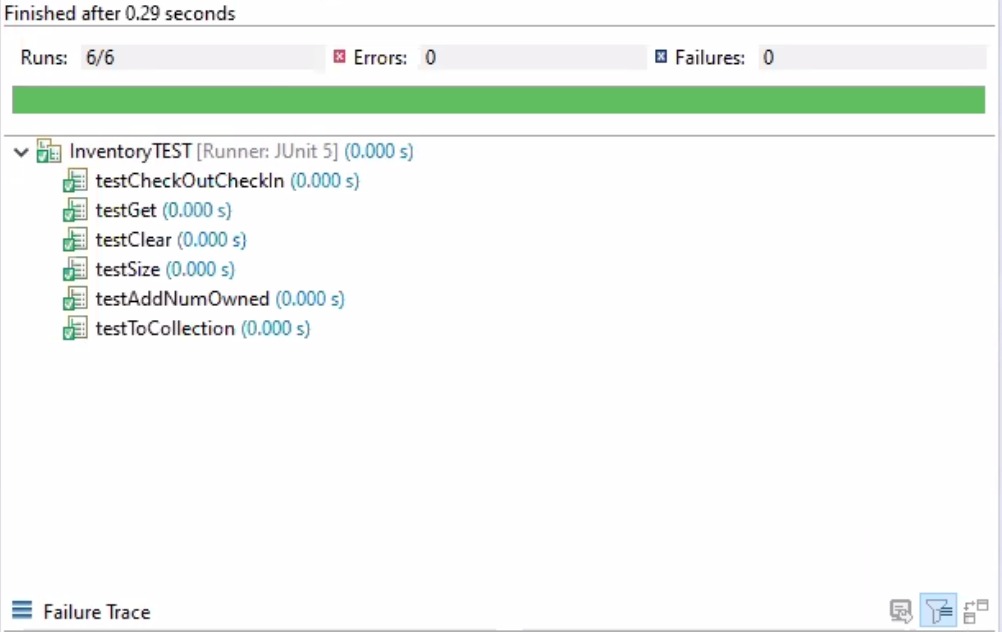 Finished after 0.29 seconds
Runs: 6/6 Errors: 0 Failures: 0
InventoryTEST [Runner: JUnit 5] (0.000 s)
testCheckOutCheckIn (0.000 s)
testGet (0.000 s)
testClear (0.000 s)
testSize (0.000 s)
testAddNumOwned (0.000 s)
testToCollection (0.000 s)
Failure Trace